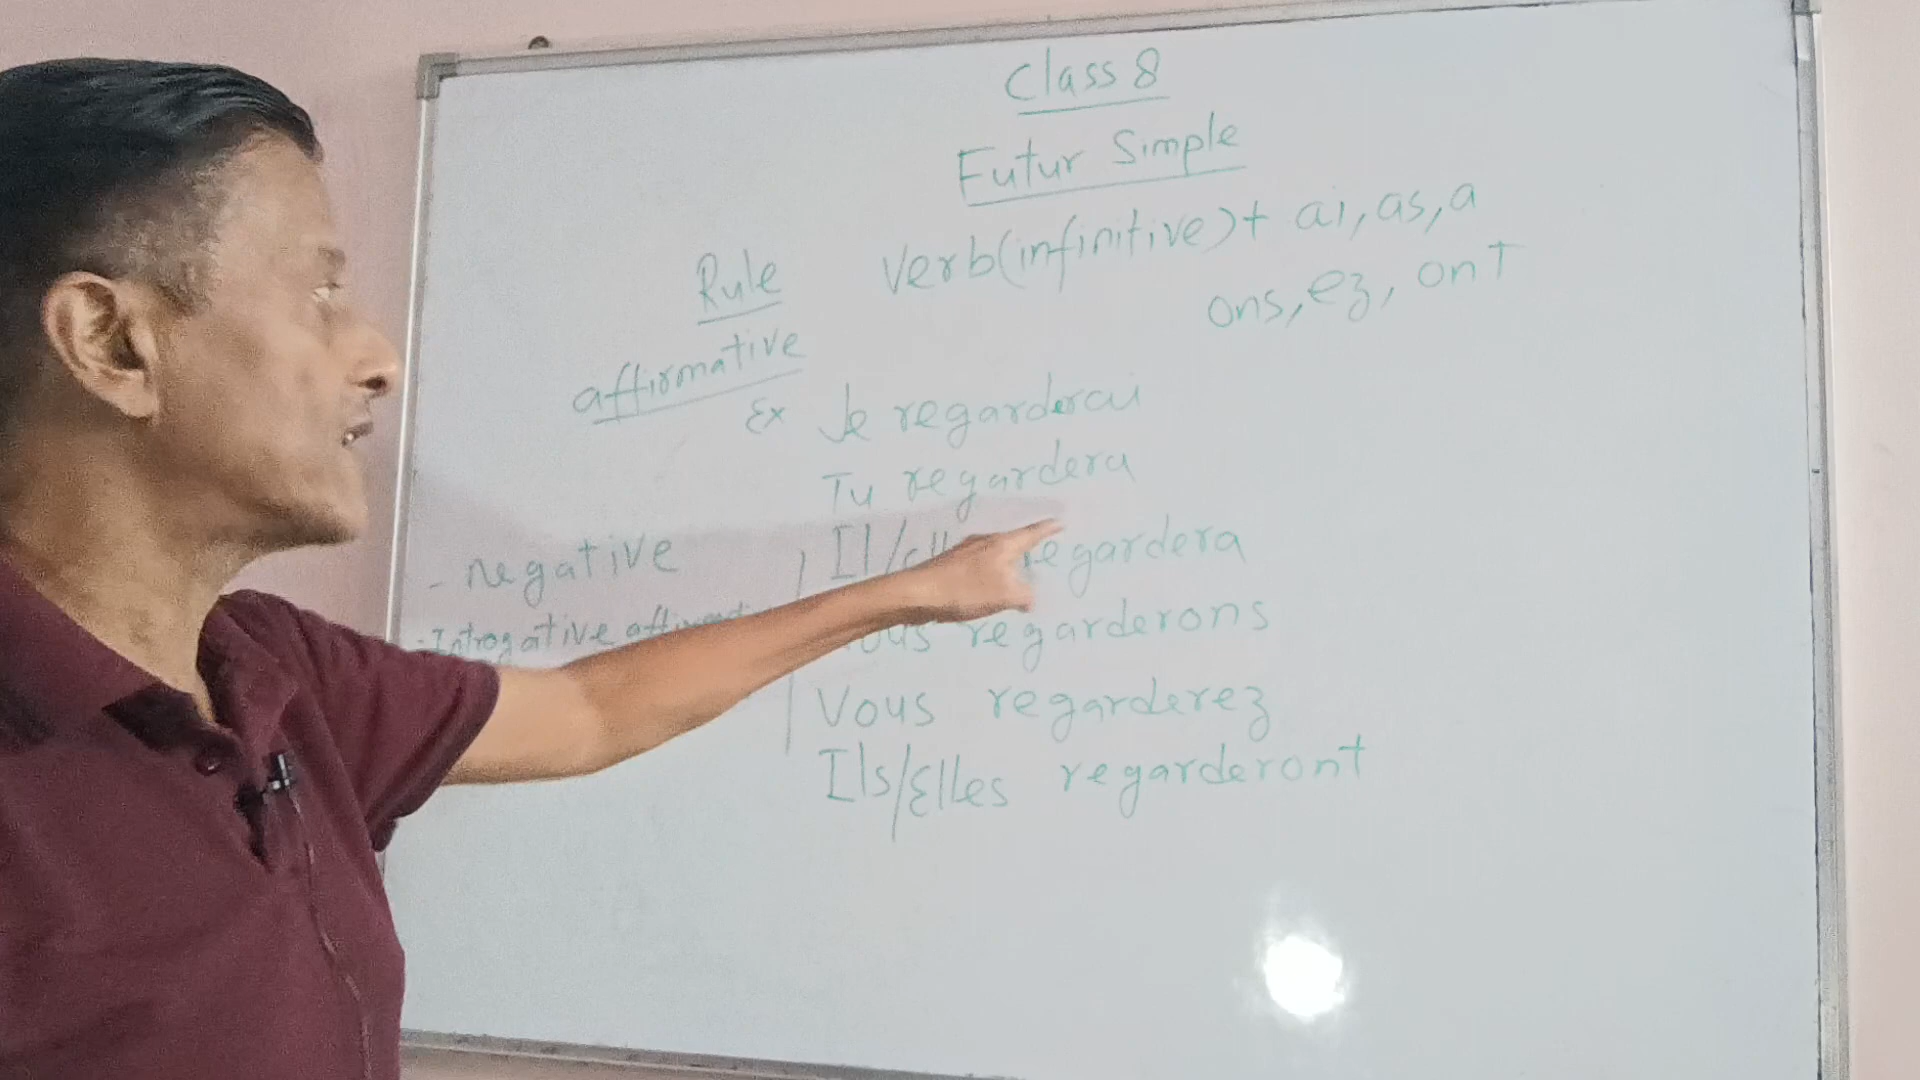 Class 8
Futur Simple
Rule Verb(infinitive)+ ai, as, a
ons, ez, ont
affirmative
Ex Je regarderai
Tu regardera
Il/elle regardera
- negative
regarderons
Vous regarderez
Ils/Elles regarderont